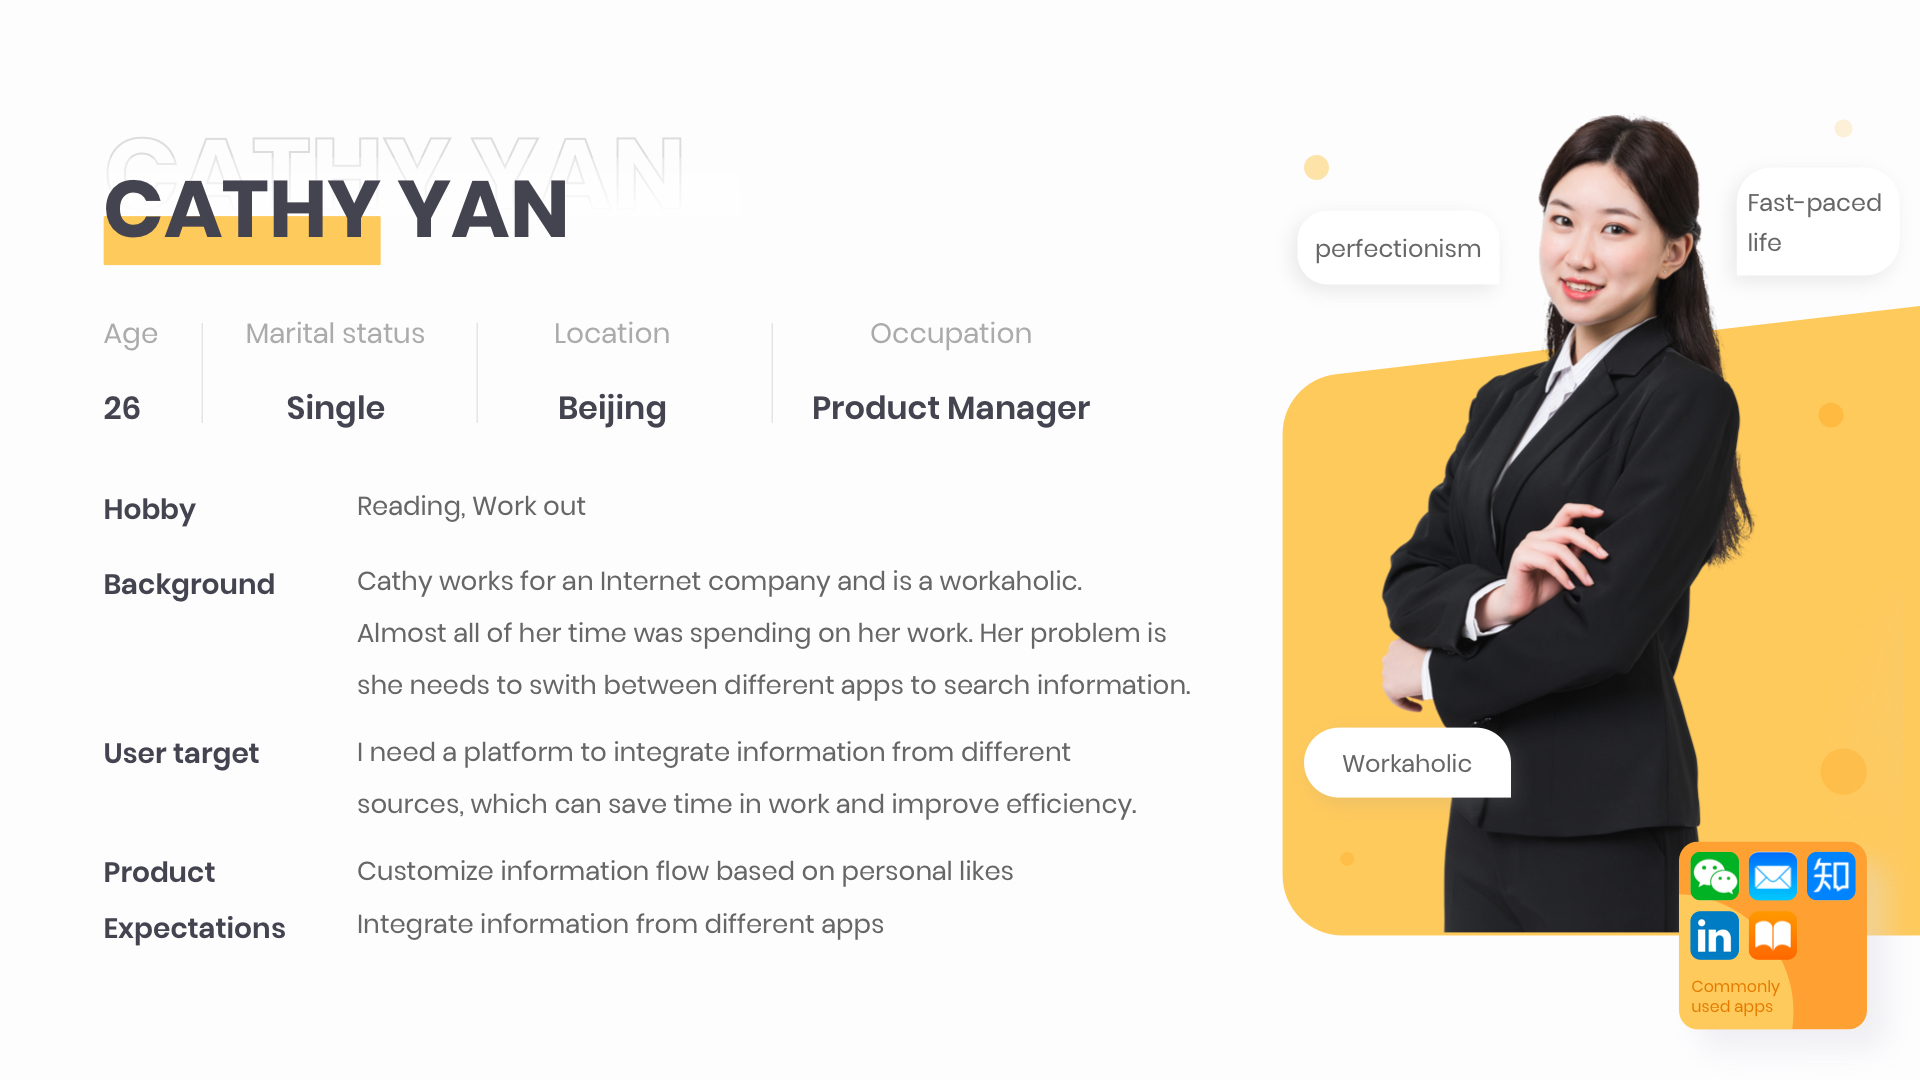 CATHY YAN
CATHY YAN
Age
Marital status
Location
Occupation
26
Single
Beijing
Product Manager
Hobby
Reading, Work out
Background
Cathy works for an Internet company and is a workaholic.
Almost all of her time was spending on her work. Her problem is
she needs to swith between different apps to search information.
User target
I need a platform to integrate information from different
sources, which can save time in work and improve efficiency.
Product
Expectations
Customize information flow based on personal likes
Integrate information from different apps
perfectionism
Fast-paced
life
Workaholic
知
in
Commonly
used apps